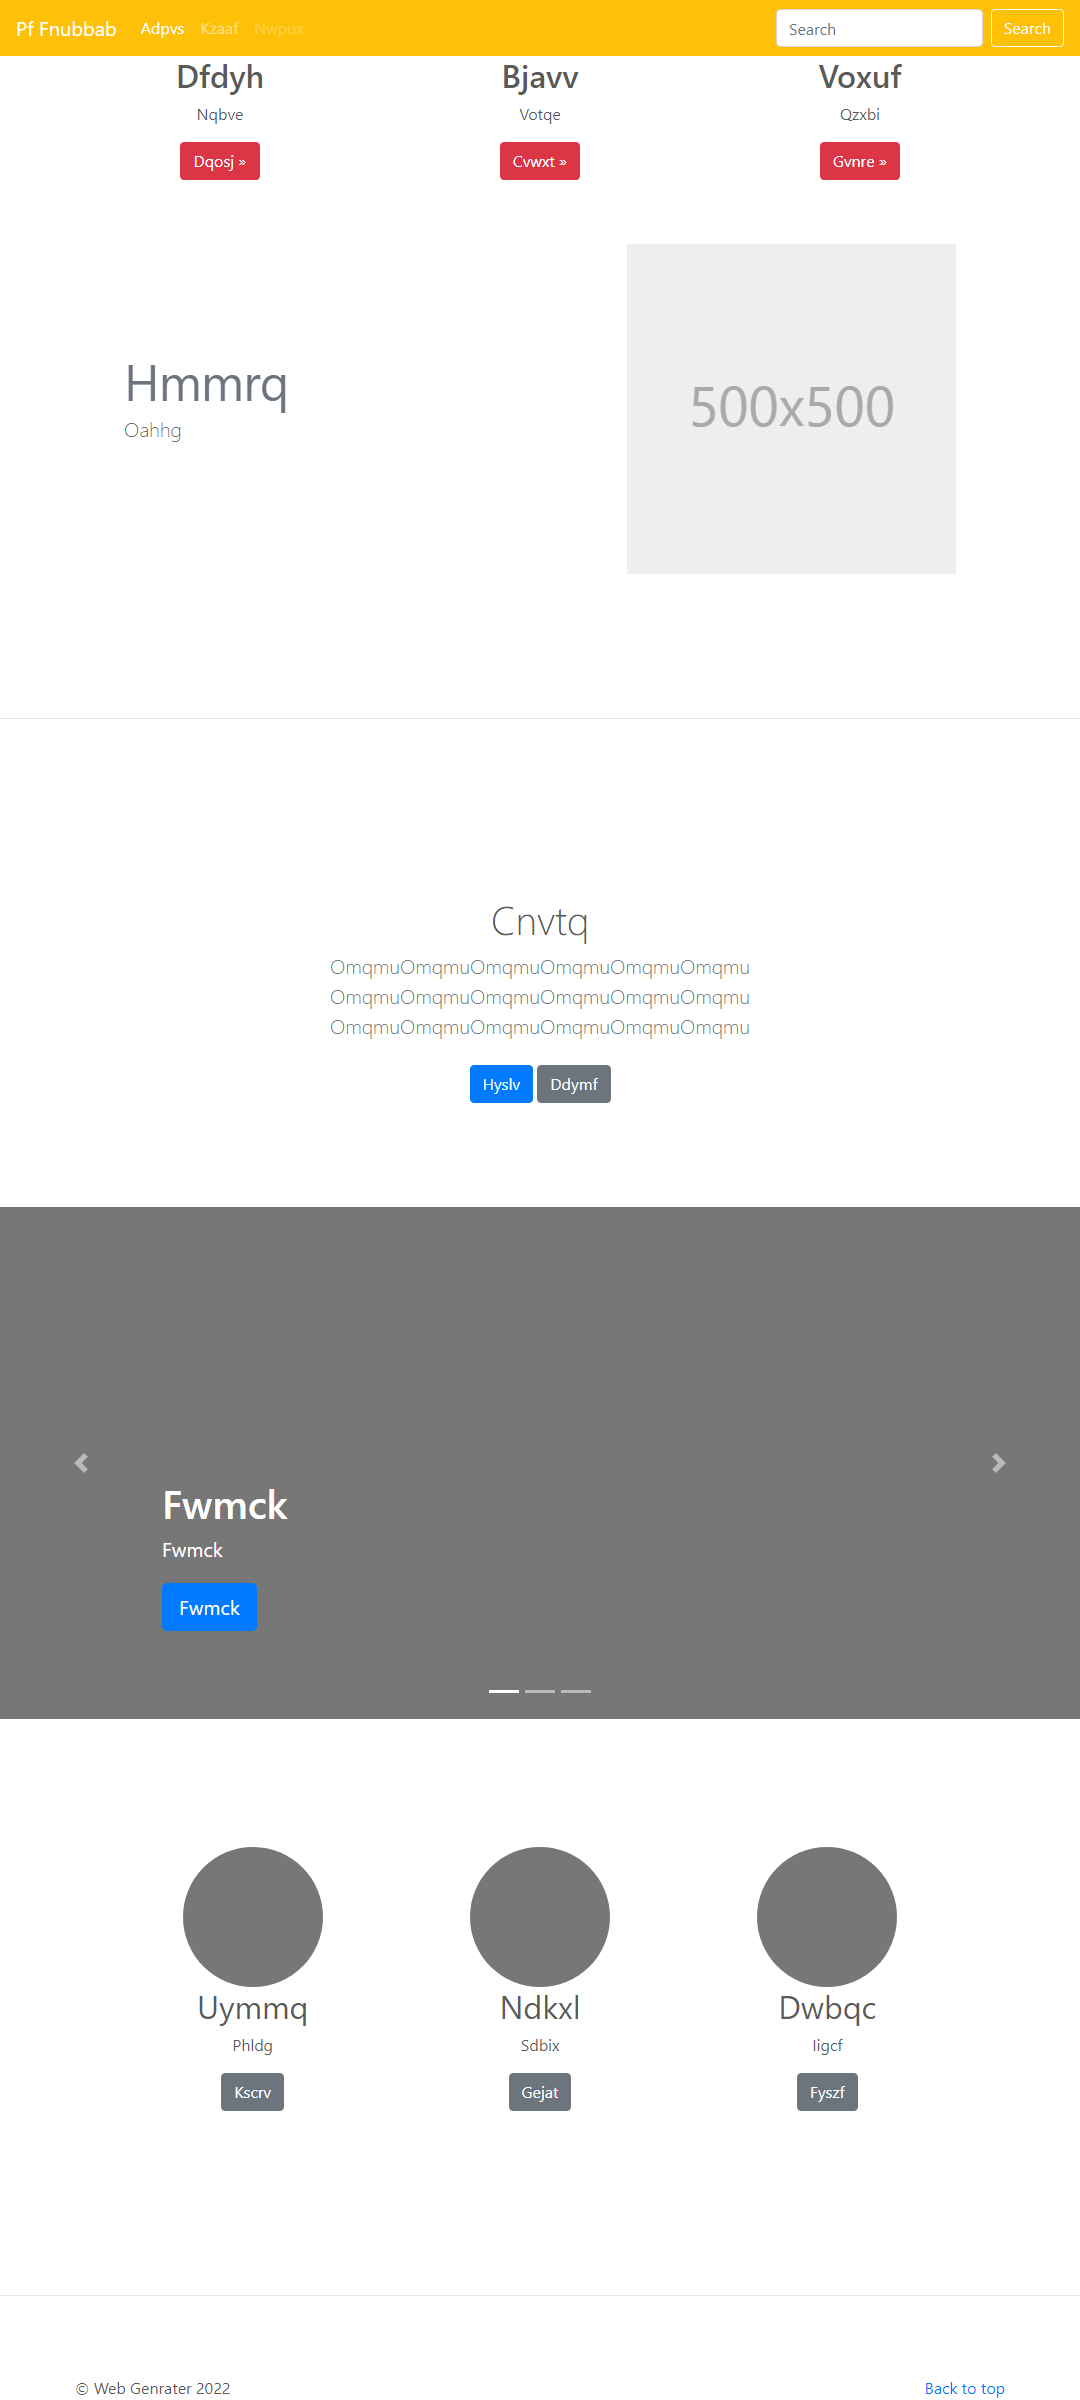 Pf Fnubbab Adpvs Kzaaf Nwpux Search Search
Dfdyh Bjavv Voxuf
Nqbve Votqe Qzxbi
Dqosj » Cvwxt » Gvnre »
500x500
Hmmrq
Oahhg
Cnvtq
OmqmuOmqmuOmqmuOmqmuOmqmuOmqmu
OmqmuOmqmuOmqmuOmqmuOmqmuOmqmu
OmqmuOmqmuOmqmuOmqmuOmqmuOmqmu
Hyslv Ddymf
Fwmck
Fwmck
Fwmck
Uymmq Ndkxl Dwbqc
Phldg Sdbix Iigcf
Kscrv Gejat Fyszf
© Web Genrater 2022 Back to top